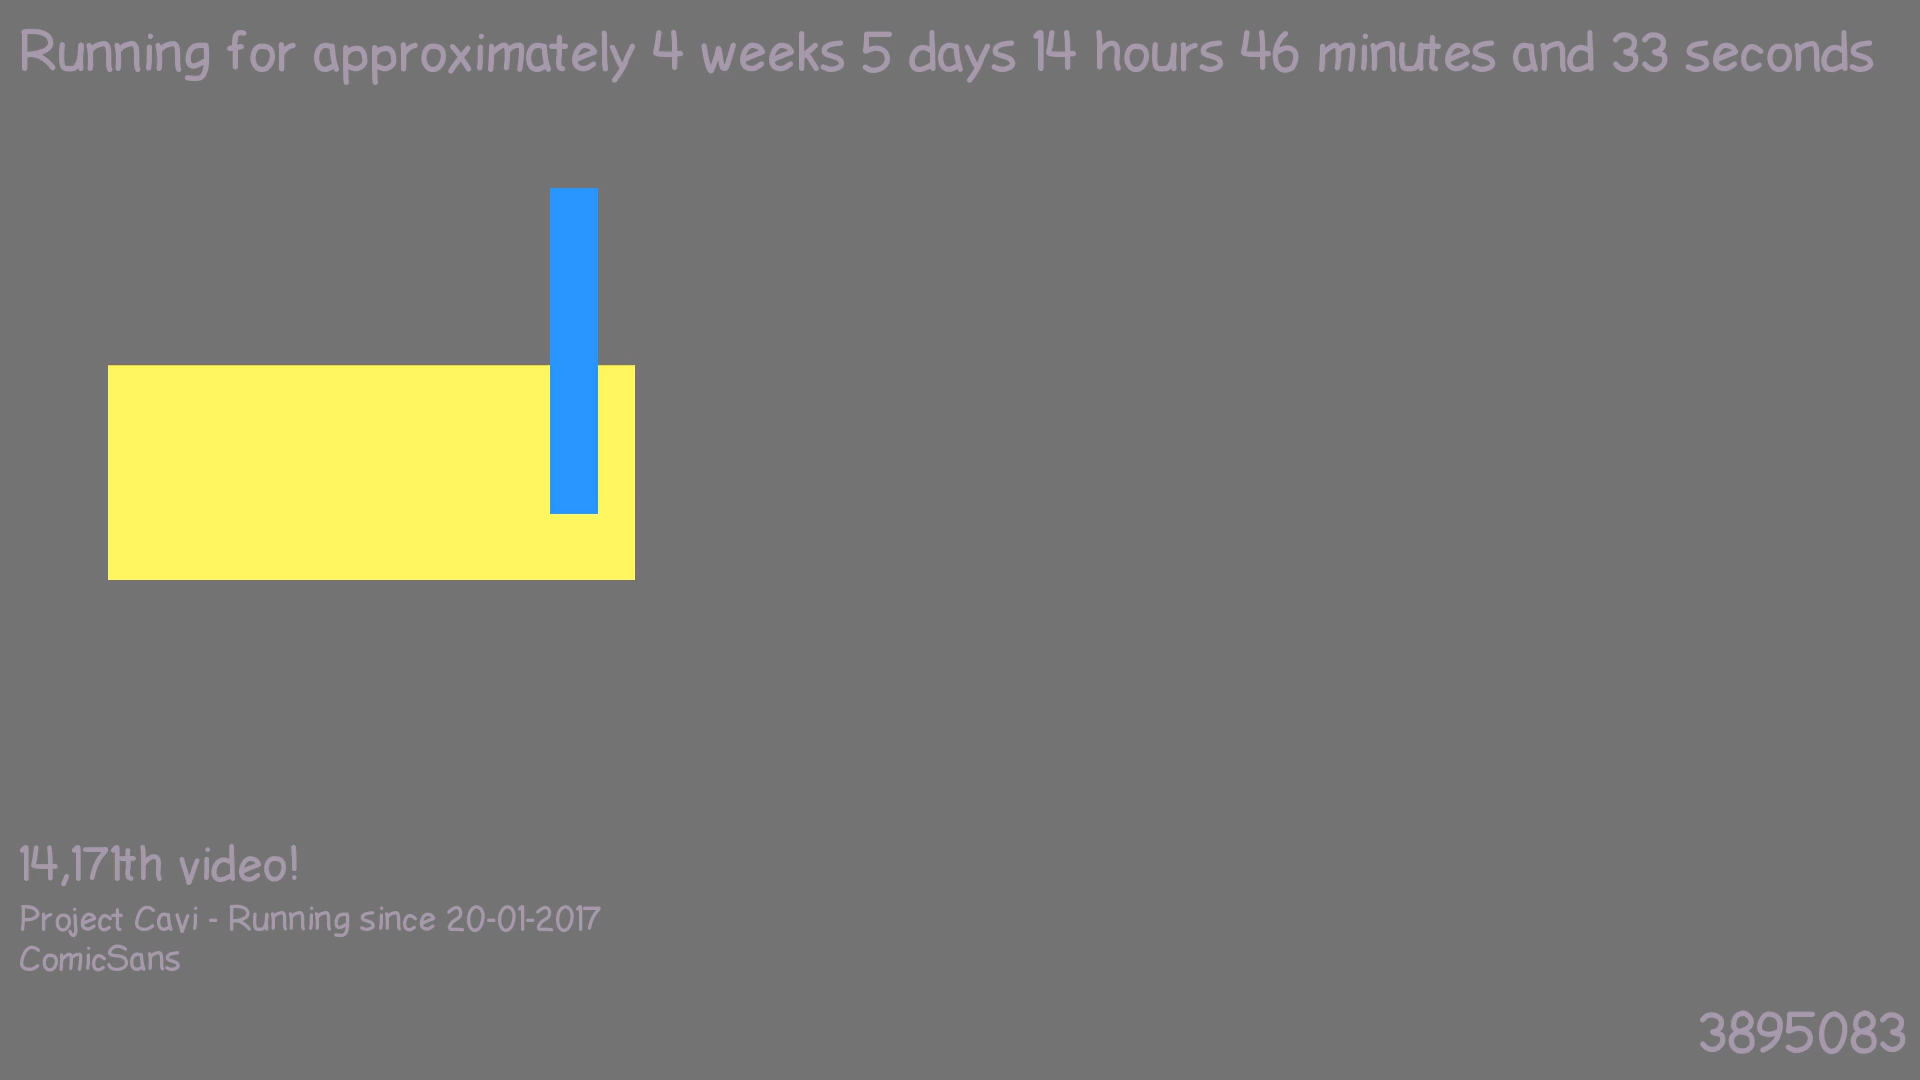 Running for approximately 4 weeks 5 days 14 hours 46 minutes and 33 seconds
14,171th video!
Project Cavi - Running since 20-01-2017
ComicSans
3895083